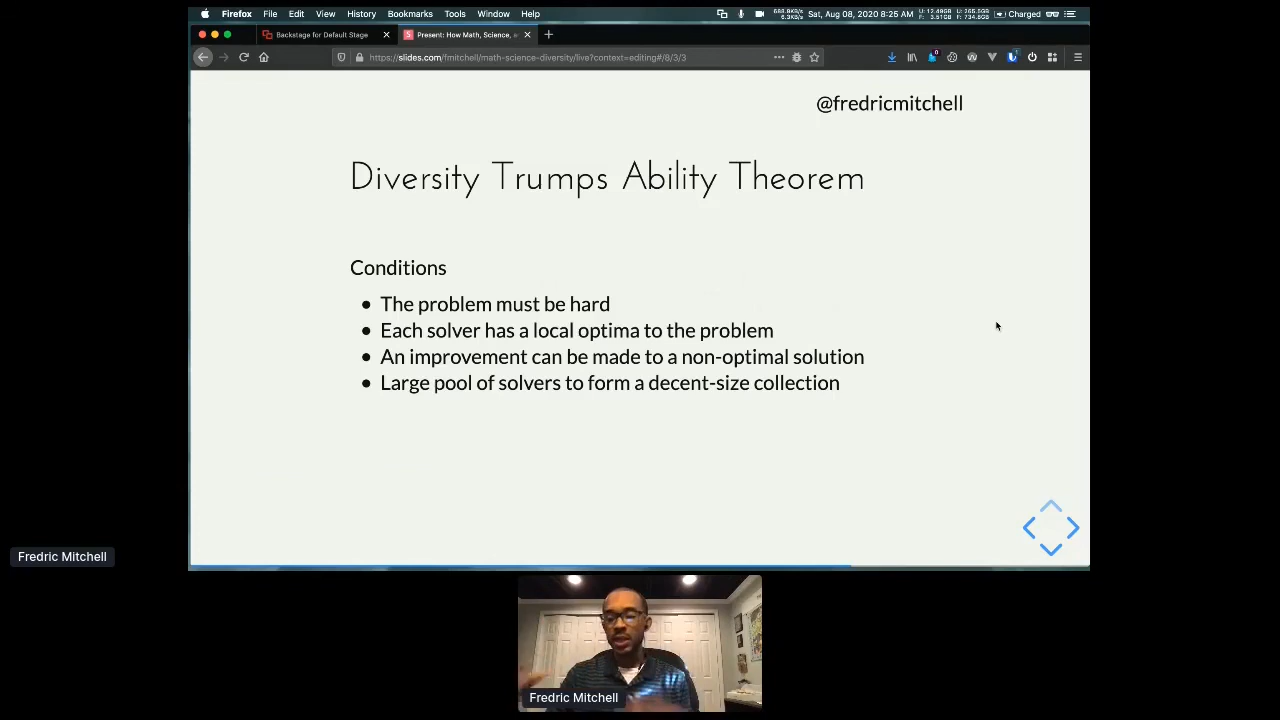 Firefox File Edit View History Bookmarks Tools Window Help
Sat, Aug 08, 2020 8:25 AM Charged
Backstage for Default Stage
Present: How Math, Science,
https://slides.com/fmitchell/math-science-diversity/live?context=editing#/8/3/3
@fredricmitchell
Diversity Trumps Ability Theorem
Conditions
• The problem must be hard
• Each solver has a local optima to the problem
• An improvement can be made to a non-optimal solution
• Large pool of solvers to form a decent-size collection
Fredric Mitchell
Fredric Mitchell